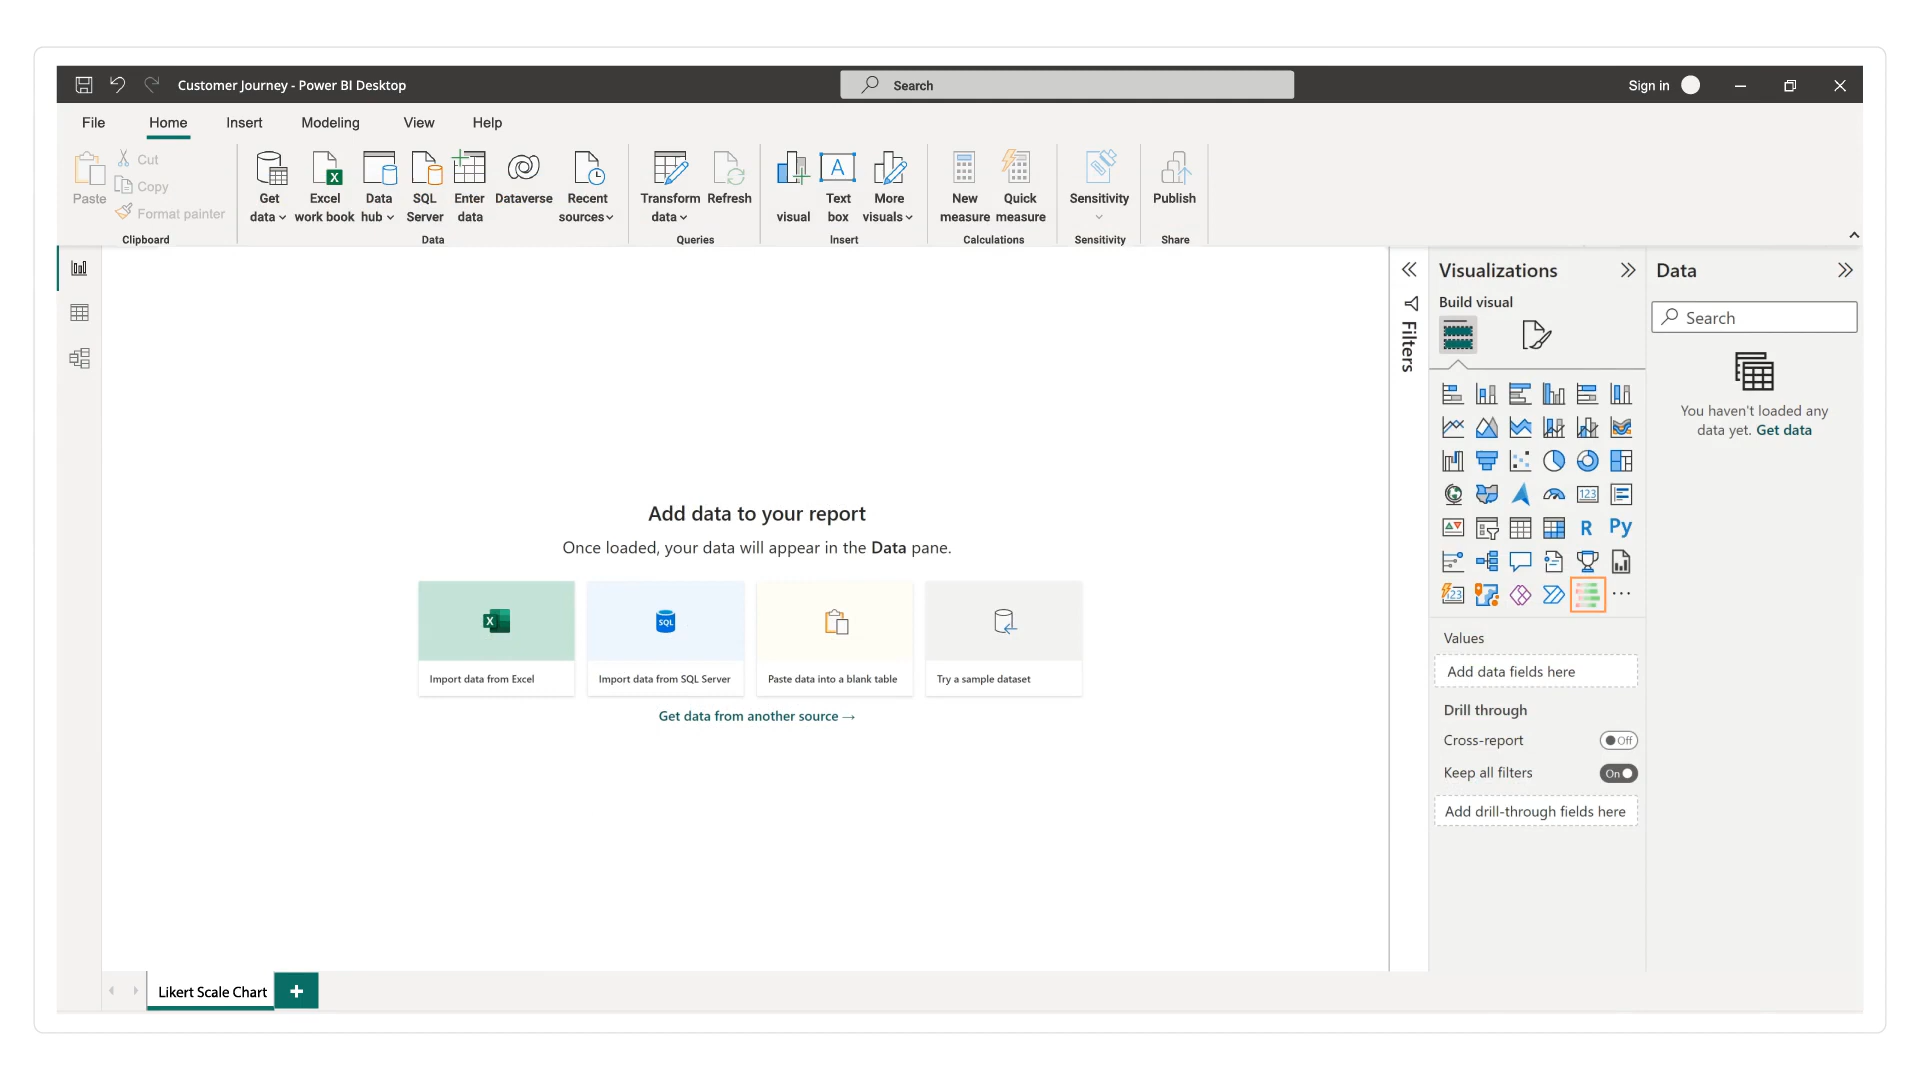 Customer Journey - Power BI Desktop
Search
Sign in
File Home Insert Modeling View Help
Paste
Cut
Copy
Format painter
Clipboard
Get data
Excel work book
Data hub
SQL Server
Enter data
Dataverse
Recent sources
Data
Transform data
Refresh
Queries
visual
Text box
More visuals
Insert
New measure
Quick measure
Calculations
Sensitivity
Sensitivity
Publish
Share
Add data to your report
Once loaded, your data will appear in the Data pane.
X
SQL
Import data from Excel
Import data from SQL Server
Paste data into a blank table
Try a sample dataset
Get data from another source →
Filters
Visualizations
Build visual
123
R
Py
123
Values
Add data fields here
Drill through
Cross-report
Off
Keep all filters
On
Add drill-through fields here
Data
Search
You haven't loaded any
data yet. Get data
Likert Scale Chart
+